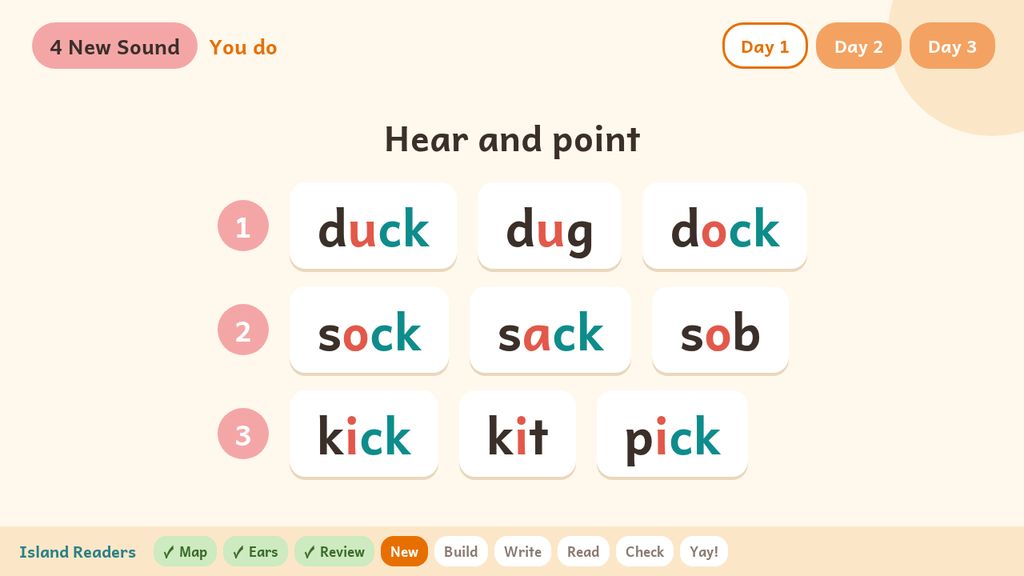 4 New Sound You do Day 1 Day 2 Day 3
Hear and point
1 duck dug dock
2 sock sack sob
3 kick kit pick
Island Readers ✓ Map ✓ Ears ✓ Review New Build Write Read Check Yay!